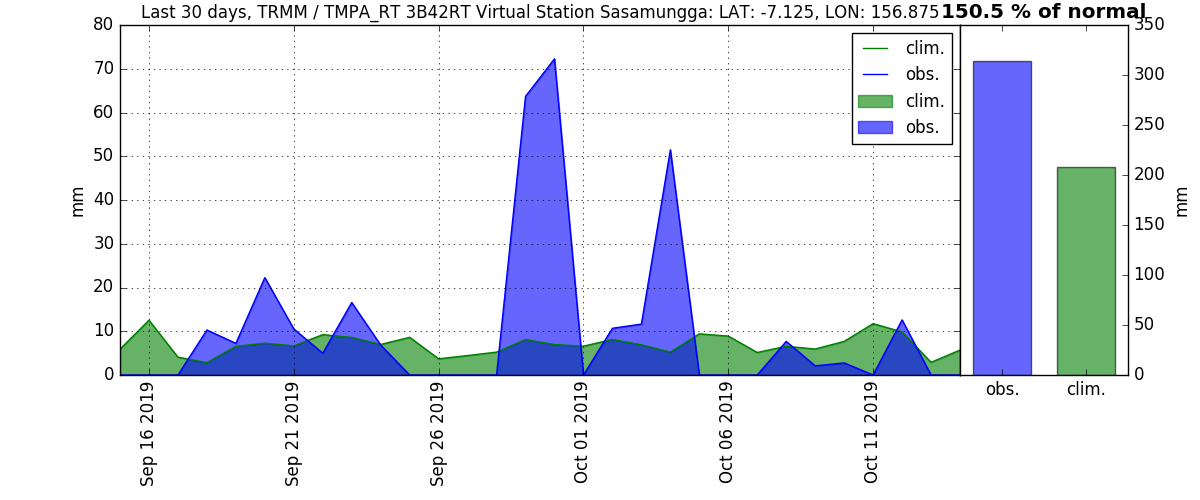 Last 30 days, TRMM / TMPA_RT 3B42RT Virtual Station Sasamungga: LAT: -7.125, LON: 156.875
150.5 % of normal
80
70
60
50
40
30
20
10
0
mm
clim.
obs.
clim.
obs.
Sep 16 2019
Sep 21 2019
Sep 26 2019
Oct 01 2019
Oct 06 2019
Oct 11 2019
350
300
250
200
150
100
50
0
mm
obs.
clim.